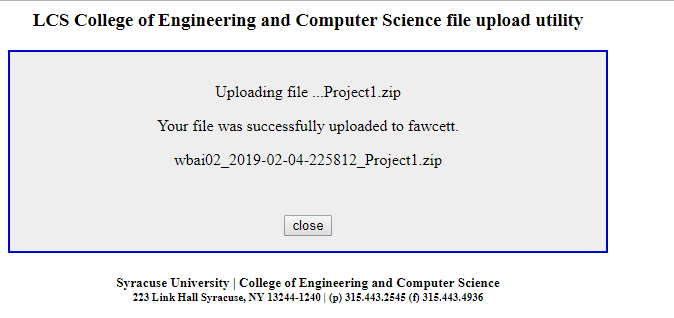 LCS College of Engineering and Computer Science file upload utility
Uploading file ...Project1.zip
Your file was successfully uploaded to fawcett.
wbai02_2019-02-04-225812_Project1.zip
close
Syracuse University | College of Engineering and Computer Science
223 Link Hall Syracuse, NY 13244-1240 | (p) 315.443.2545 (f) 315.443.4936